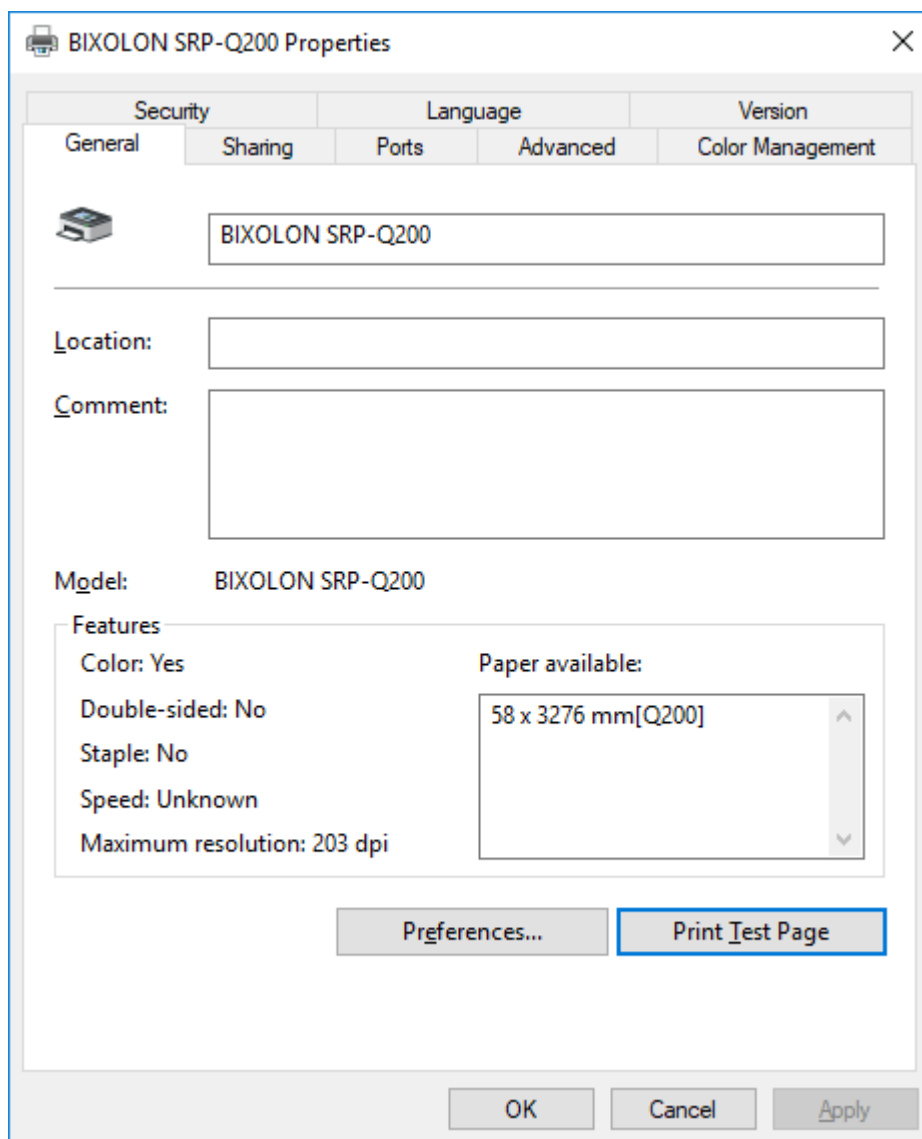 BIXOLON SRP-Q200 Properties
Security Language Version
General Sharing Ports Advanced Color Management
BIXOLON SRP-Q200
Location:
Comment:
Model: BIXOLON SRP-Q200
Features
Color: Yes Paper available:
Double-sided: No 58 x 3276 mm[Q200]
Staple: No
Speed: Unknown
Maximum resolution: 203 dpi
Preferences... Print Test Page
OK Cancel Apply